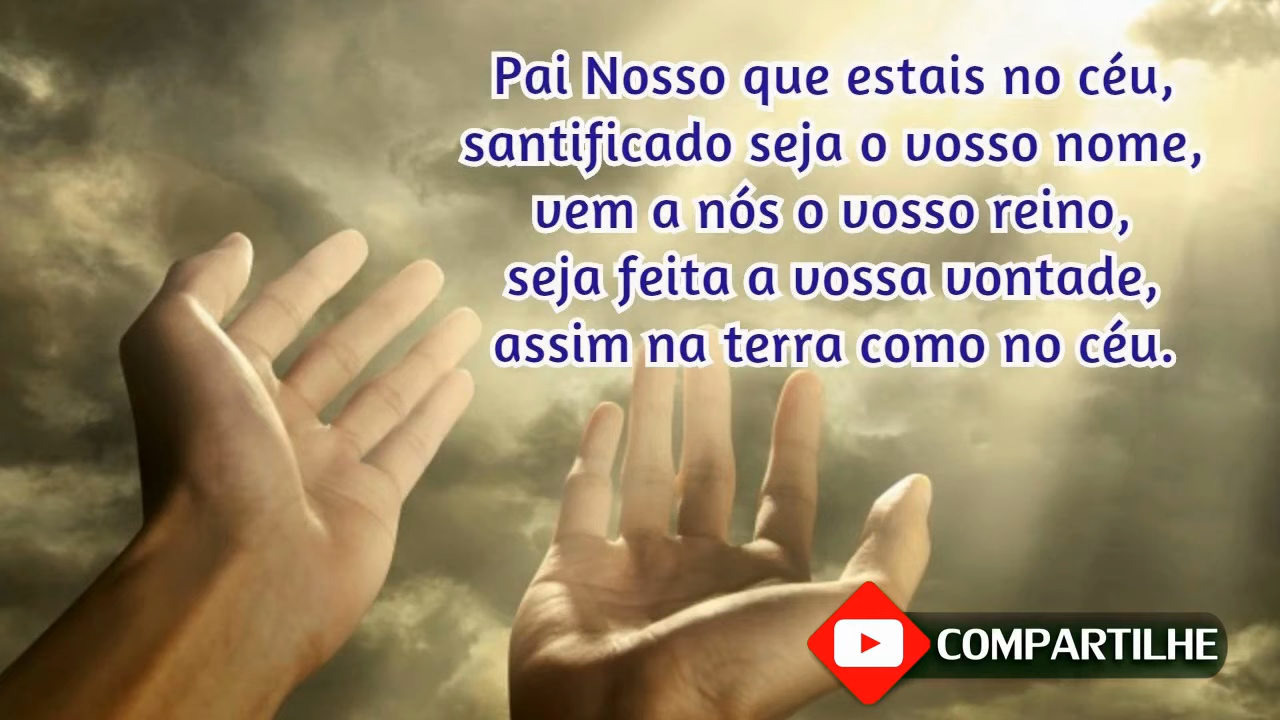 Pai Nosso que estais no céu,
santificado seja o vosso nome,
vem a nós o vosso reino,
seja feita a vossa vontade,
assim na terra como no céu.
COMPARTILHE